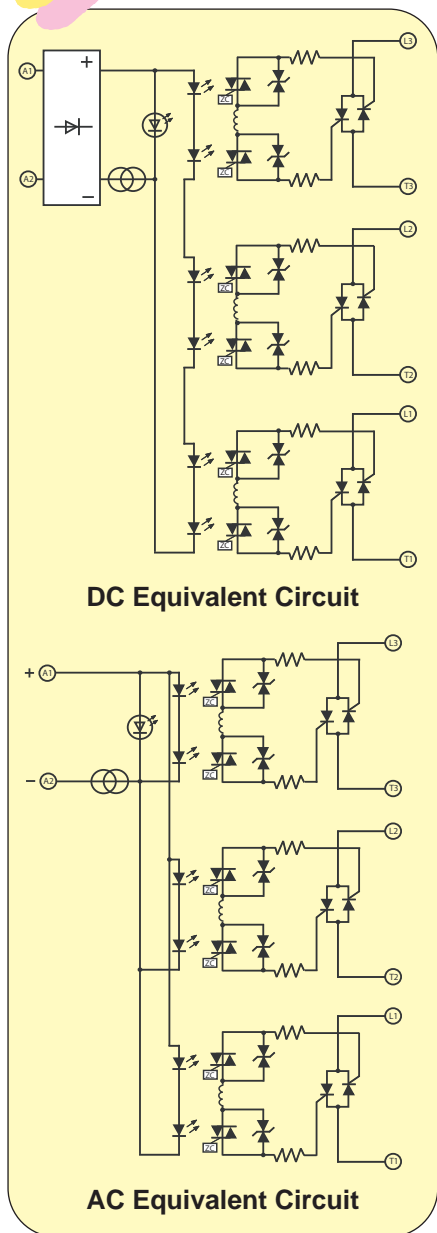 L3
A1
+
ZC
ZC
A2
−
T3
L2
ZC
ZC
T2
L1
ZC
ZC
T1
DC Equivalent Circuit
L3
+ A1
ZC
ZC
− A2
T3
L2
ZC
ZC
T2
L1
ZC
ZC
T1
AC Equivalent Circuit